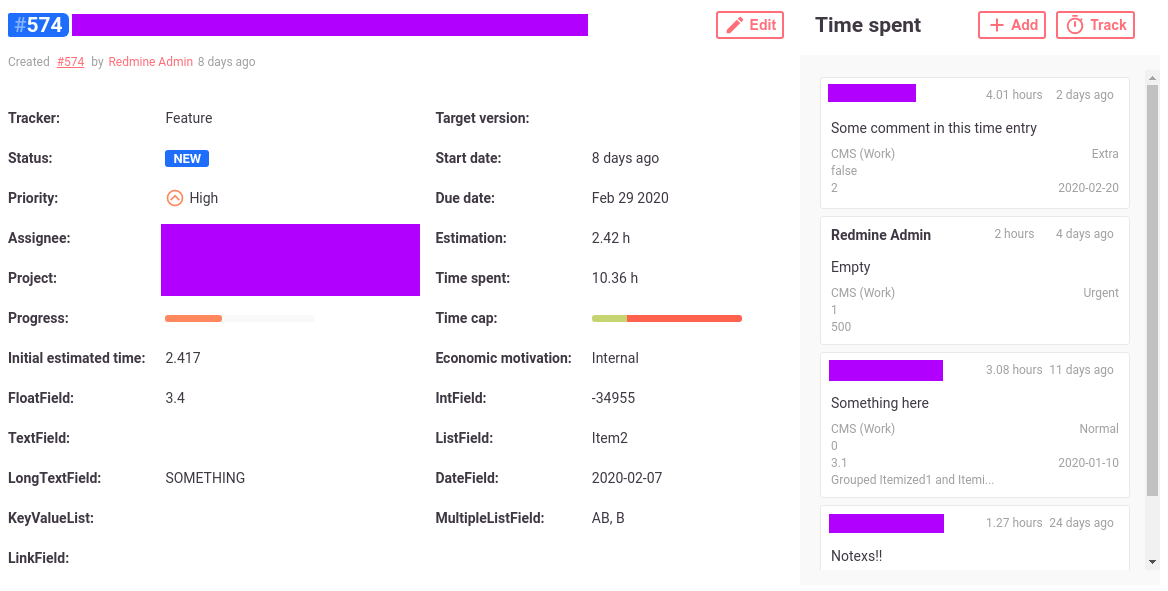 #574
Edit
Created #574 by Redmine Admin 8 days ago
Tracker: Feature
Target version:
Status: NEW
Start date: 8 days ago
Priority: High
Due date: Feb 29 2020
Assignee:
Estimation: 2.42 h
Project:
Time spent: 10.36 h
Progress:
Time cap:
Initial estimated time: 2.417
Economic motivation: Internal
FloatField: 3.4
IntField: -34955
TextField:
ListField: Item2
LongTextField: SOMETHING
DateField: 2020-02-07
KeyValueList:
MultipleListField: AB, B
LinkField:
Time spent
Add
Track
4.01 hours 2 days ago
Some comment in this time entry
CMS (Work) Extra
false
2 2020-02-20
Redmine Admin 2 hours 4 days ago
Empty
CMS (Work) Urgent
1
500
3.08 hours 11 days ago
Something here
CMS (Work) Normal
0
3.1 2020-01-10
Grouped Itemized1 and Itemi...
1.27 hours 24 days ago
Notexs!!